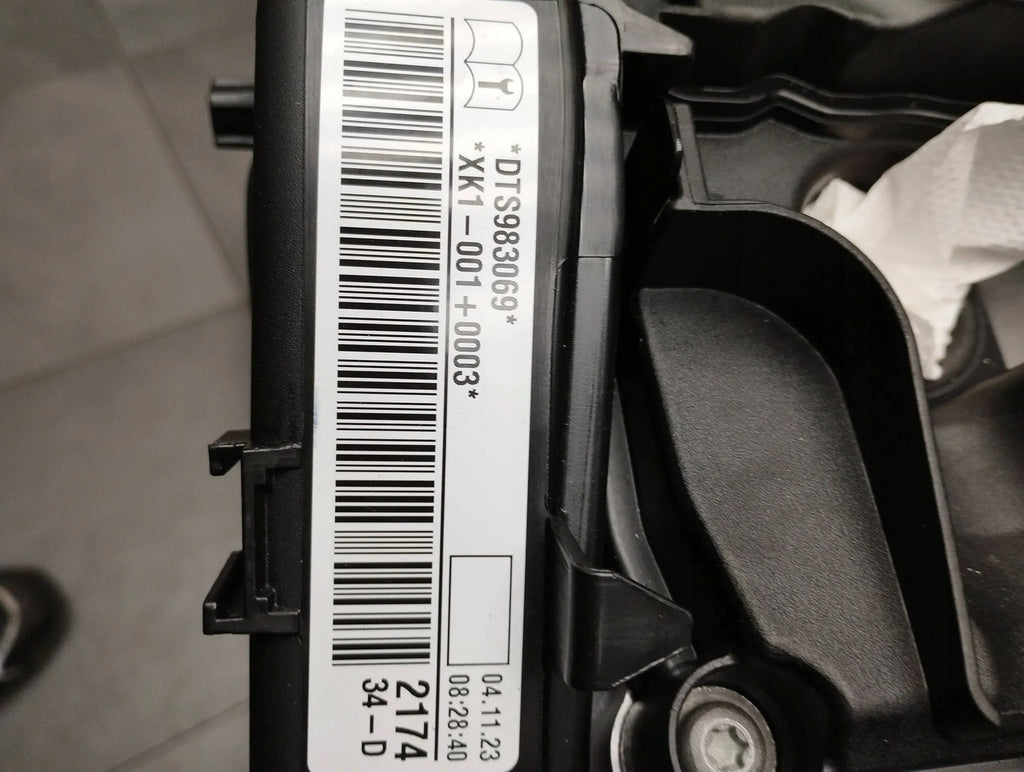 *DTS983069*
*XK1-001+0003*
04.11.23
08:28:40
2174
34-D